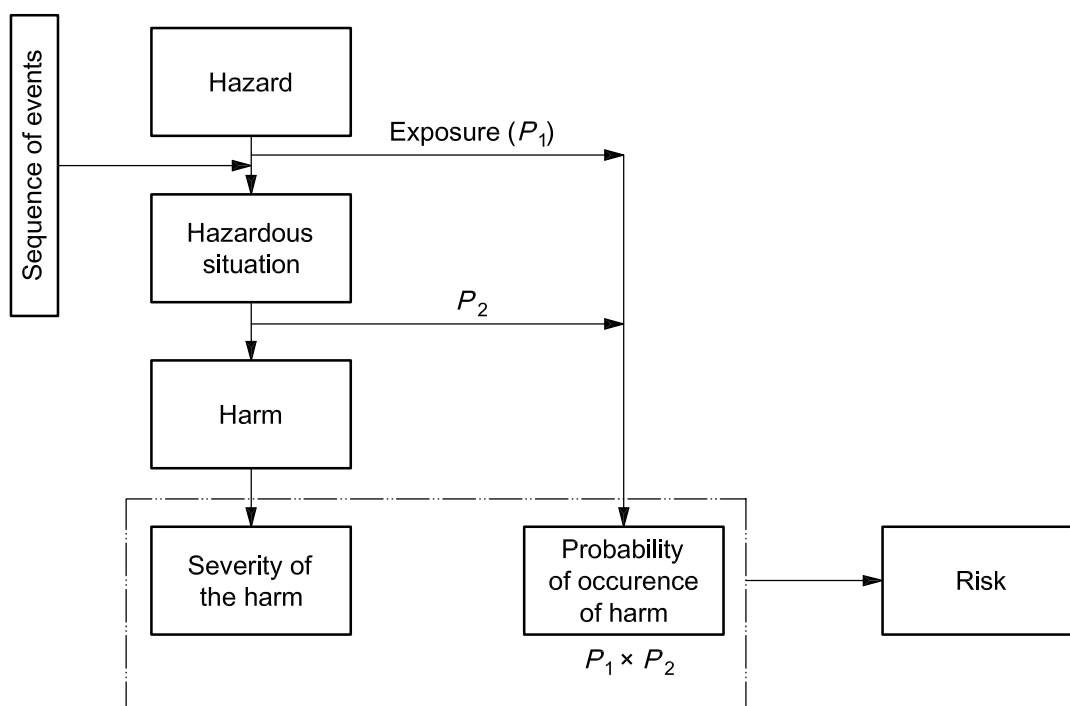 Sequence of events
Hazard
Exposure (P1)
Hazardous
situation
P2
Harm
Severity of
the harm
Probability
of occurence
of harm
P1 × P2
Risk